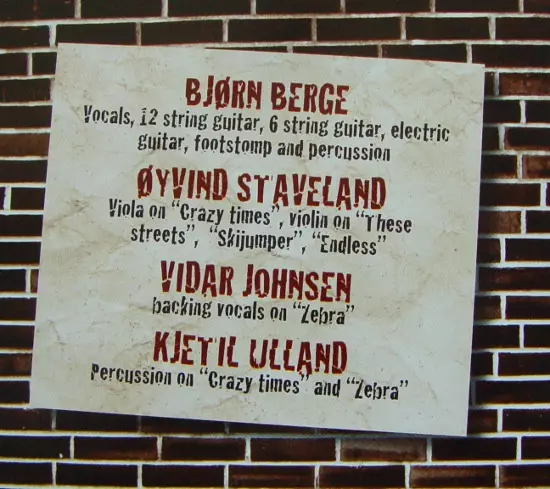 BJØRN BERGE
Vocals, 12 string guitar, 6 string guitar, electric
guitar, footstomp and percussion
ØYVIND STAVELAND
Viola on "Crazy times", violin on "These
streets", "Skijumper", "Endless"
VIDAR JOHNSEN
backing vocals on "Zebra"
KJETIL ULLAND
Percussion on "Crazy times" and "Zebra"